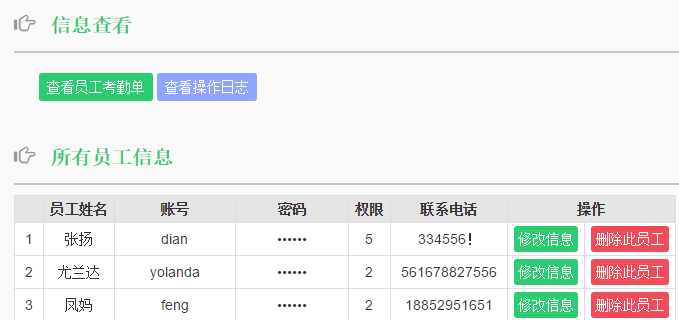 信息查看
查看员工考勤单 查看操作日志
所有员工信息
员工姓名 账号 密码 权限 联系电话 操作
1 张扬 dian •••••• 5 334556！ 修改信息 删除此员工
2 尤兰达 yolanda •••••• 2 561678827556 修改信息 删除此员工
3 凤妈 feng •••••• 2 18852951651 修改信息 删除此员工